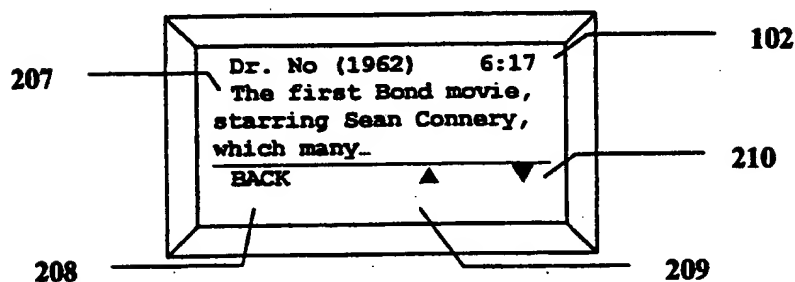 Dr. No (1962) 6:17 102
207 The first Bond movie,
starring Sean Connery,
which many…
BACK ▲ ▼ 210
208 209